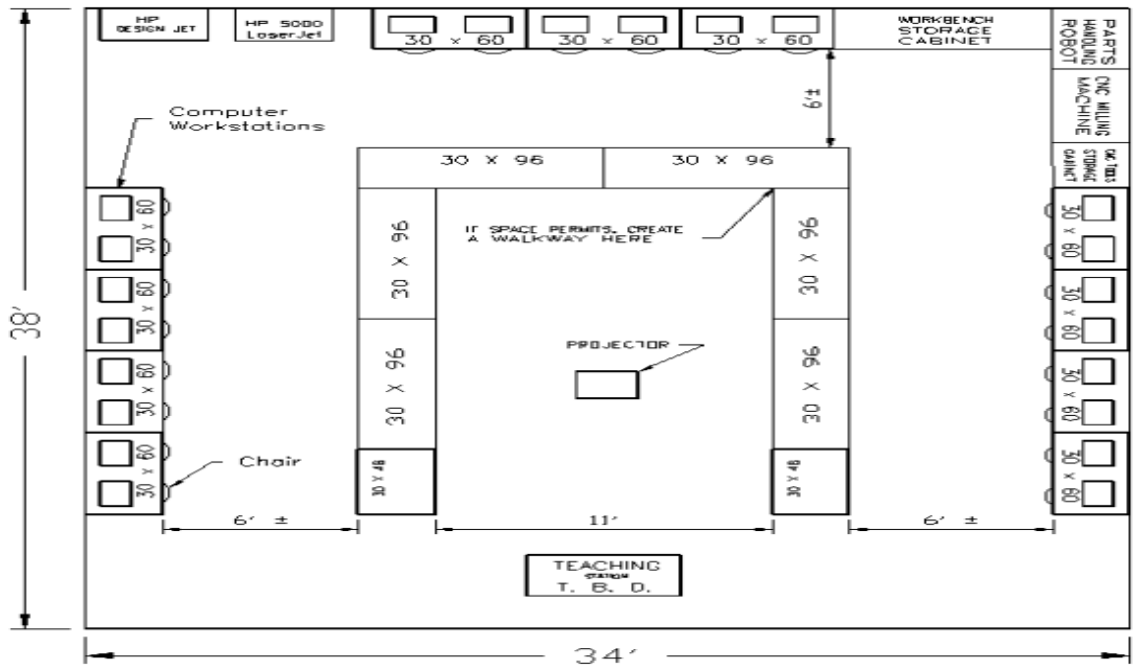 HP
DESIGN JET
HP 5000
LaserJet
30 x 60
30 x 60
30 x 60
WORKBENCH
STORAGE
CABINET
PARTS
HANDLING
ROBOT
CNC MILLING
MACHINE
CNC TOOLS
STORAGE
CABINET
6'±
Computer
Workstations
30 X 96
30 X 96
IF SPACE PERMITS, CREATE
A WALKWAY HERE
30 x 60
30 x 60
30 x 60
30 x 60
30 X 96
30 X 96
30 X 48
30 X 96
30 X 96
30 X 48
30 x 60
30 x 60
30 x 60
30 x 60
PROJECTOR
Chair
38'
6' ±
11'
6' ±
TEACHING
STATION
T. B. D.
34'